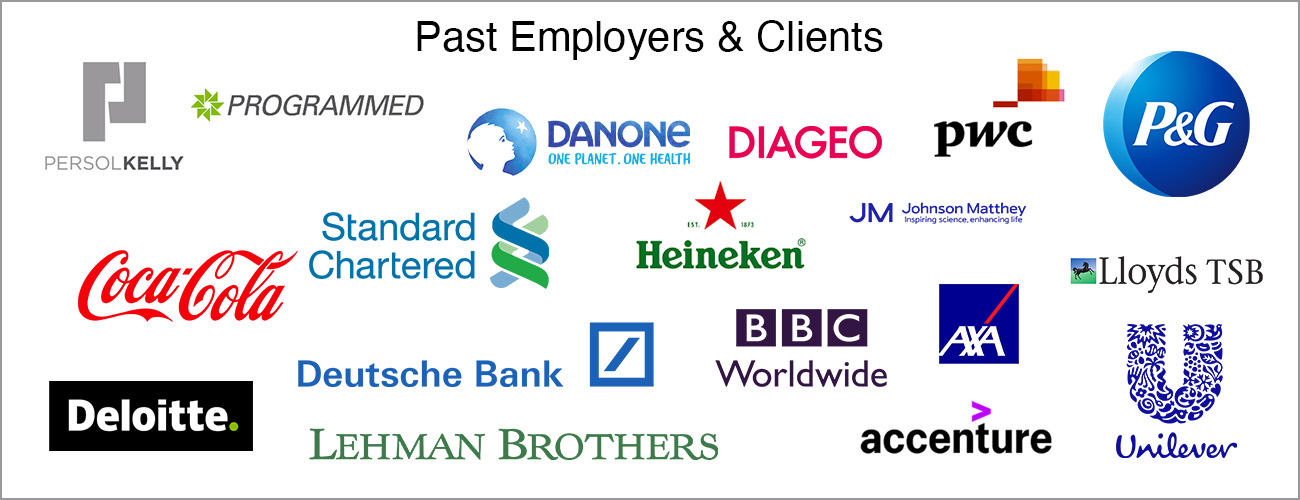 Past Employers & Clients
PERSOLKELLY
PROGRAMMED
DANONE
ONE PLANET. ONE HEALTH
DIAGEO
pwc
P&G
Standard
Chartered
EST. 1873
Heineken®
JM Johnson Matthey
Inspiring science, enhancing life
Coca-Cola
Lloyds TSB
Deutsche Bank
BBC
Worldwide
AXA
Deloitte.
LEHMAN BROTHERS
accenture
Unilever